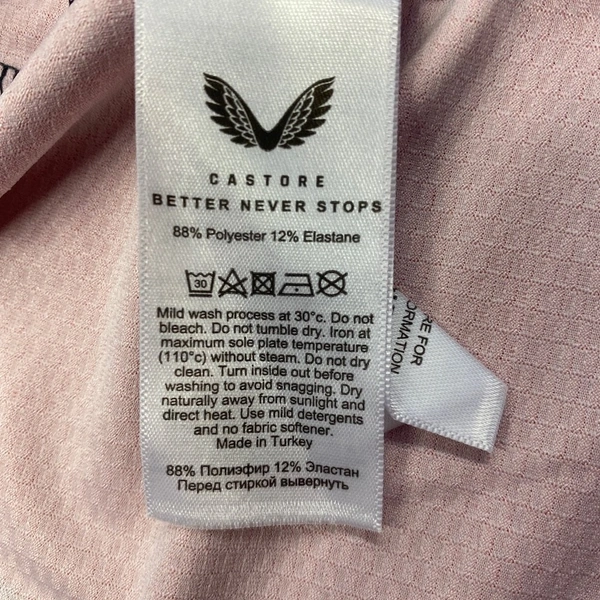 CASTORE
BETTER NEVER STOPS
88% Polyester 12% Elastane
30
Mild wash process at 30°c. Do not
bleach. Do not tumble dry. Iron at
maximum sole plate temperature
(110°c) without steam. Do not dry
clean. Turn inside out before
washing to avoid snagging. Dry
naturally away from sunlight and
direct heat. Use mild detergents
and no fabric softener.
Made in Turkey
88% Полиэфир 12% Эластан
Перед стиркой вывернуть
FOR